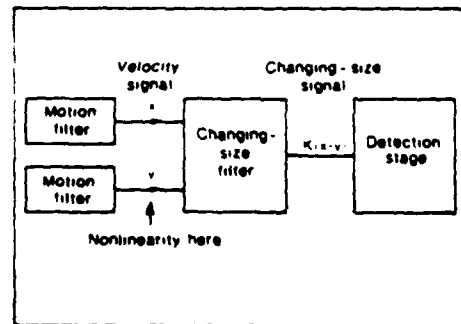 Velocity
signal
Changing-size
signal
Motion
filter
x
Changing-
size
filter
K(x-y)
Detection
stage
Motion
filter
y
Nonlinearity here